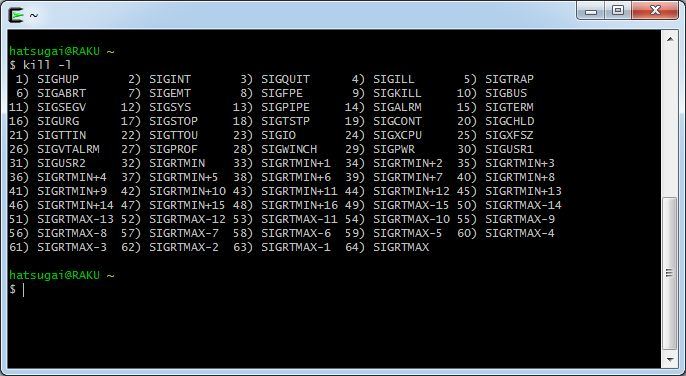 ~
hatsugai@RAKU ~
$ kill -l
 1) SIGHUP       2) SIGINT       3) SIGQUIT      4) SIGILL       5) SIGTRAP
 6) SIGABRT      7) SIGEMT       8) SIGFPE       9) SIGKILL     10) SIGBUS
11) SIGSEGV     12) SIGSYS      13) SIGPIPE     14) SIGALRM     15) SIGTERM
16) SIGURG      17) SIGSTOP     18) SIGTSTP     19) SIGCONT     20) SIGCHLD
21) SIGTTIN     22) SIGTTOU     23) SIGIO       24) SIGXCPU     25) SIGXFSZ
26) SIGVTALRM   27) SIGPROF     28) SIGWINCH    29) SIGPWR      30) SIGUSR1
31) SIGUSR2     32) SIGRTMIN    33) SIGRTMIN+1  34) SIGRTMIN+2  35) SIGRTMIN+3
36) SIGRTMIN+4  37) SIGRTMIN+5  38) SIGRTMIN+6  39) SIGRTMIN+7  40) SIGRTMIN+8
41) SIGRTMIN+9  42) SIGRTMIN+10 43) SIGRTMIN+11 44) SIGRTMIN+12 45) SIGRTMIN+13
46) SIGRTMIN+14 47) SIGRTMIN+15 48) SIGRTMIN+16 49) SIGRTMAX-15 50) SIGRTMAX-14
51) SIGRTMAX-13 52) SIGRTMAX-12 53) SIGRTMAX-11 54) SIGRTMAX-10 55) SIGRTMAX-9
56) SIGRTMAX-8  57) SIGRTMAX-7  58) SIGRTMAX-6  59) SIGRTMAX-5  60) SIGRTMAX-4
61) SIGRTMAX-3  62) SIGRTMAX-2  63) SIGRTMAX-1  64) SIGRTMAX
hatsugai@RAKU ~
$